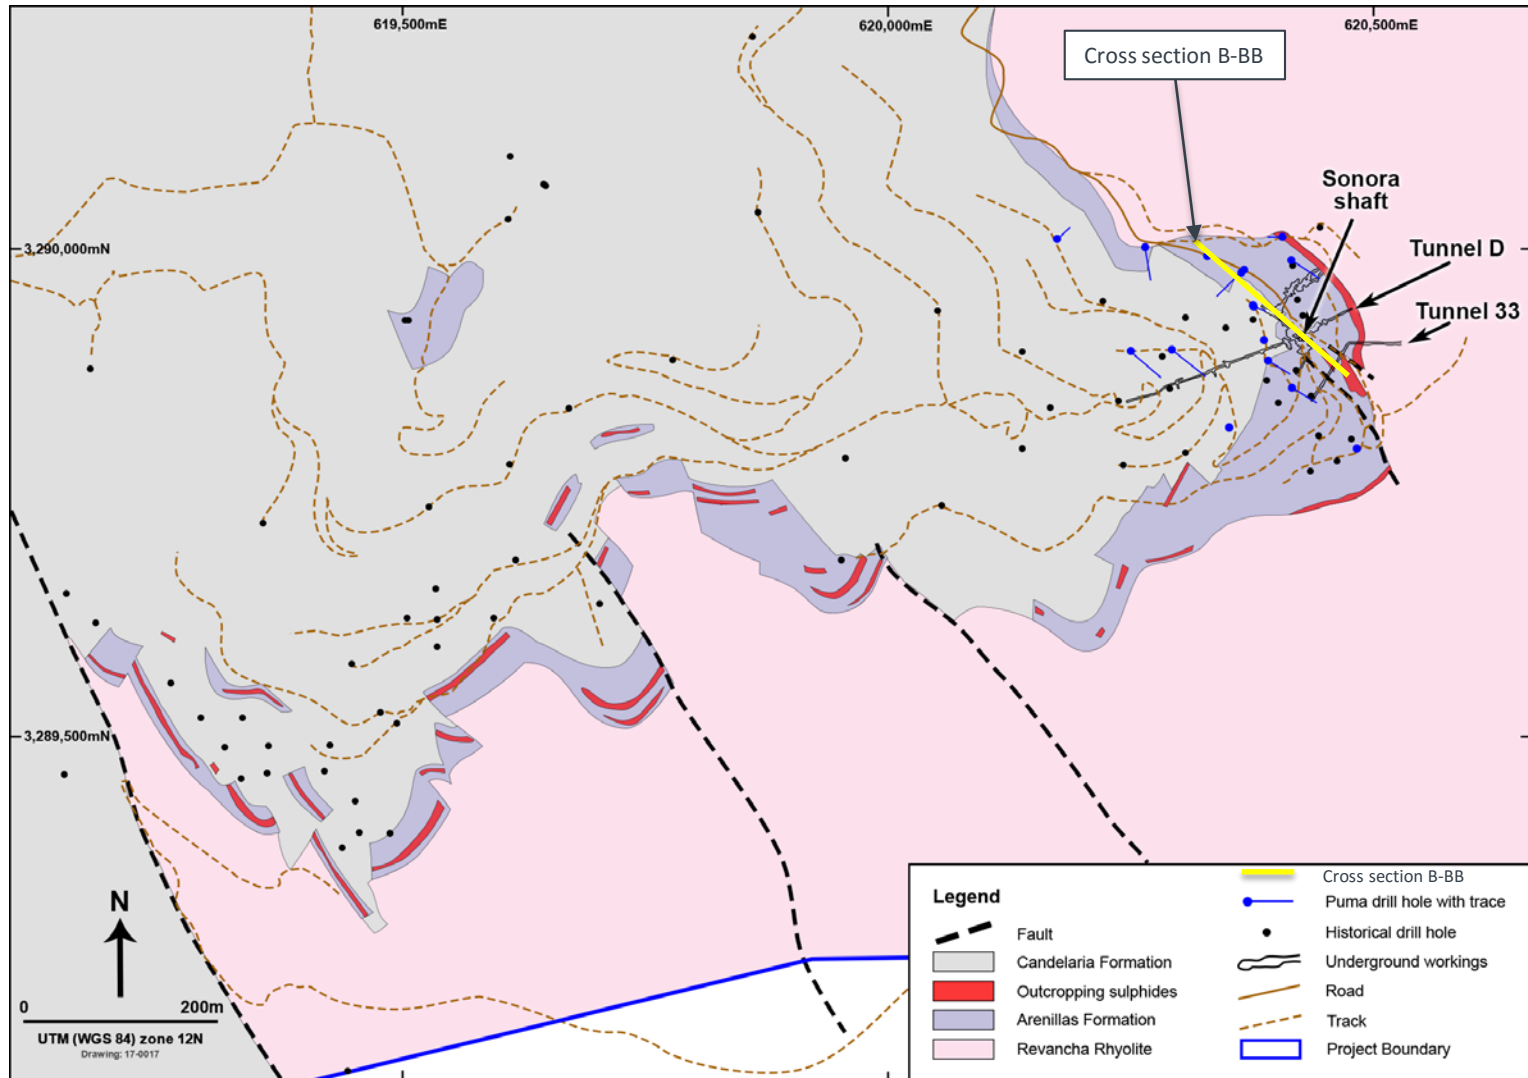 619,500mE
620,000mE
620,500mE
Cross section B-BB
Sonora
shaft
3,290,000mN
Tunnel D
Tunnel 33
3,289,500mN
N
0
200m
UTM (WGS 84) zone 12N
Drawing: 17-0017
Legend
Fault
Candelaria Formation
Outcropping sulphides
Arenillas Formation
Revancha Rhyolite
Cross section B-BB
Puma drill hole with trace
Historical drill hole
Underground workings
Road
Track
Project Boundary